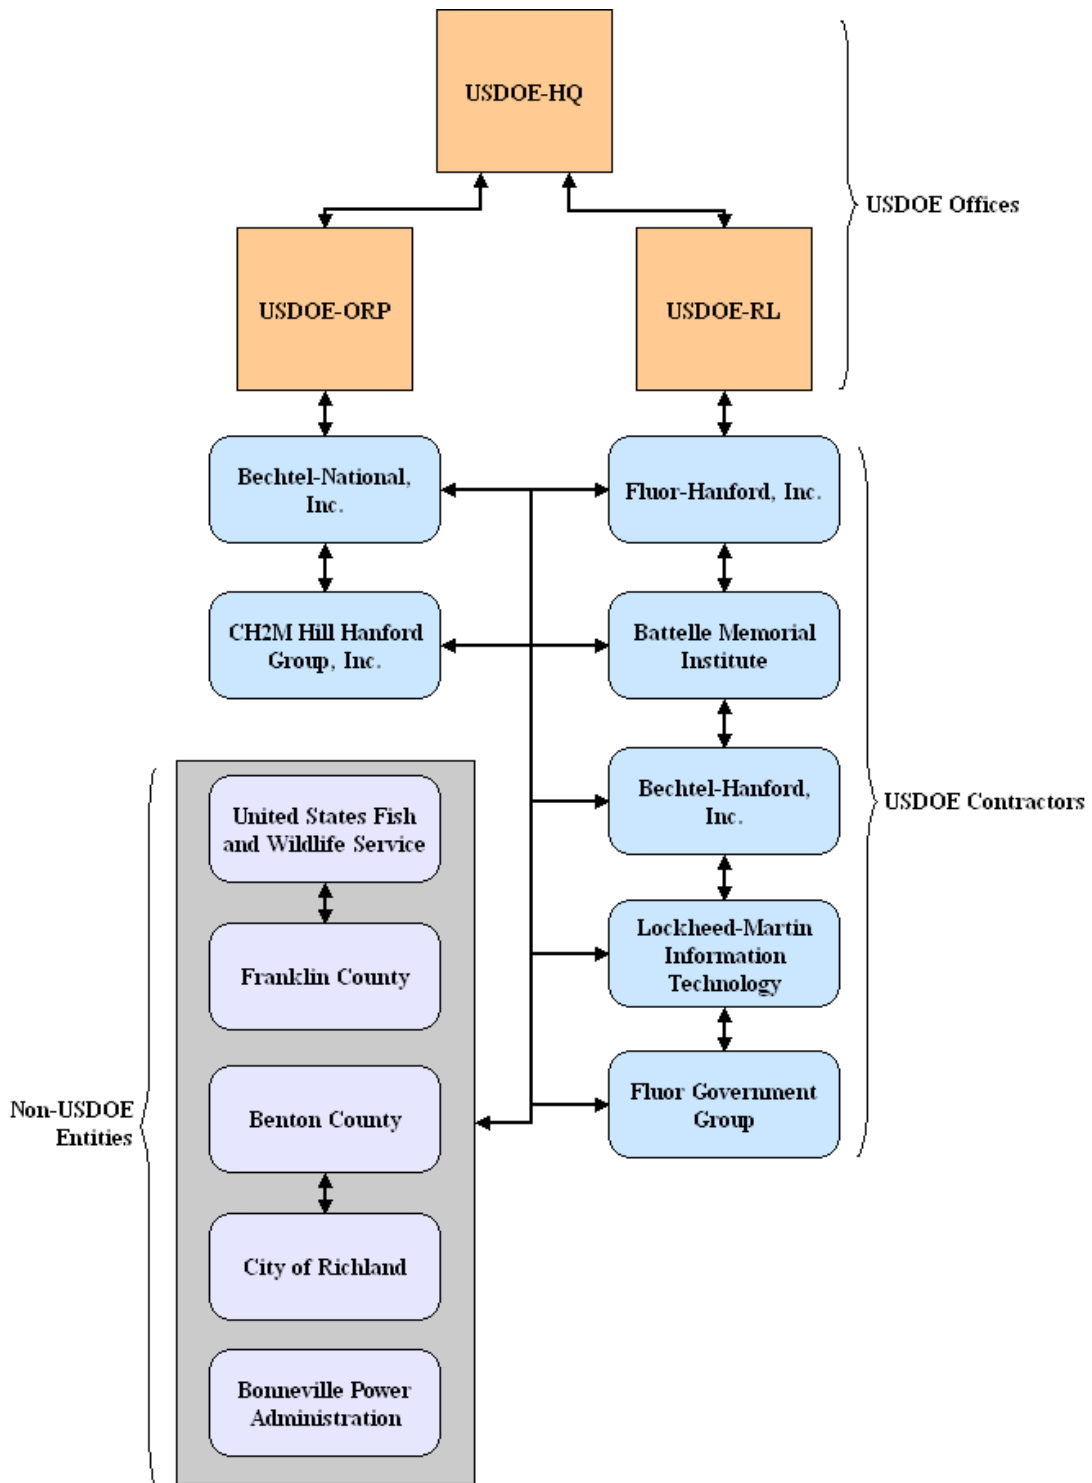 USDOE-HQ
USDOE Offices
USDOE-ORP
USDOE-RL
Bechtel-National,
Inc.
Fluor-Hanford, Inc.
CH2M Hill Hanford
Group, Inc.
Battelle Memorial
Institute
Bechtel-Hanford,
Inc.
USDOE Contractors
United States Fish
and Wildlife Service
Lockheed-Martin
Information
Technology
Franklin County
Fluor Government
Group
Non-USDOE
Entities
Benton County
City of Richland
Bonneville Power
Administration